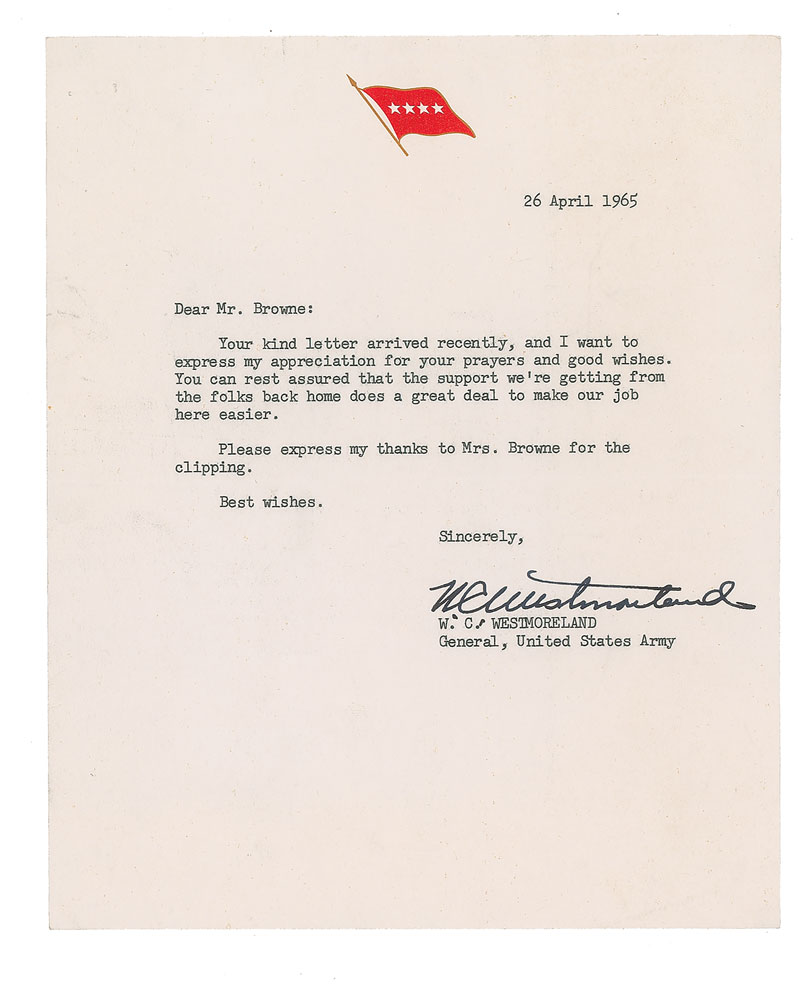 26 April 1965
Dear Mr. Browne:
Your kind letter arrived recently, and I want to
express my appreciation for your prayers and good wishes.
You can rest assured that the support we're getting from
the folks back home does a great deal to make our job
here easier.
Please express my thanks to Mrs. Browne for the
clipping.
Best wishes.
Sincerely,
W C Westmoreland
W. C. WESTMORELAND
General, United States Army